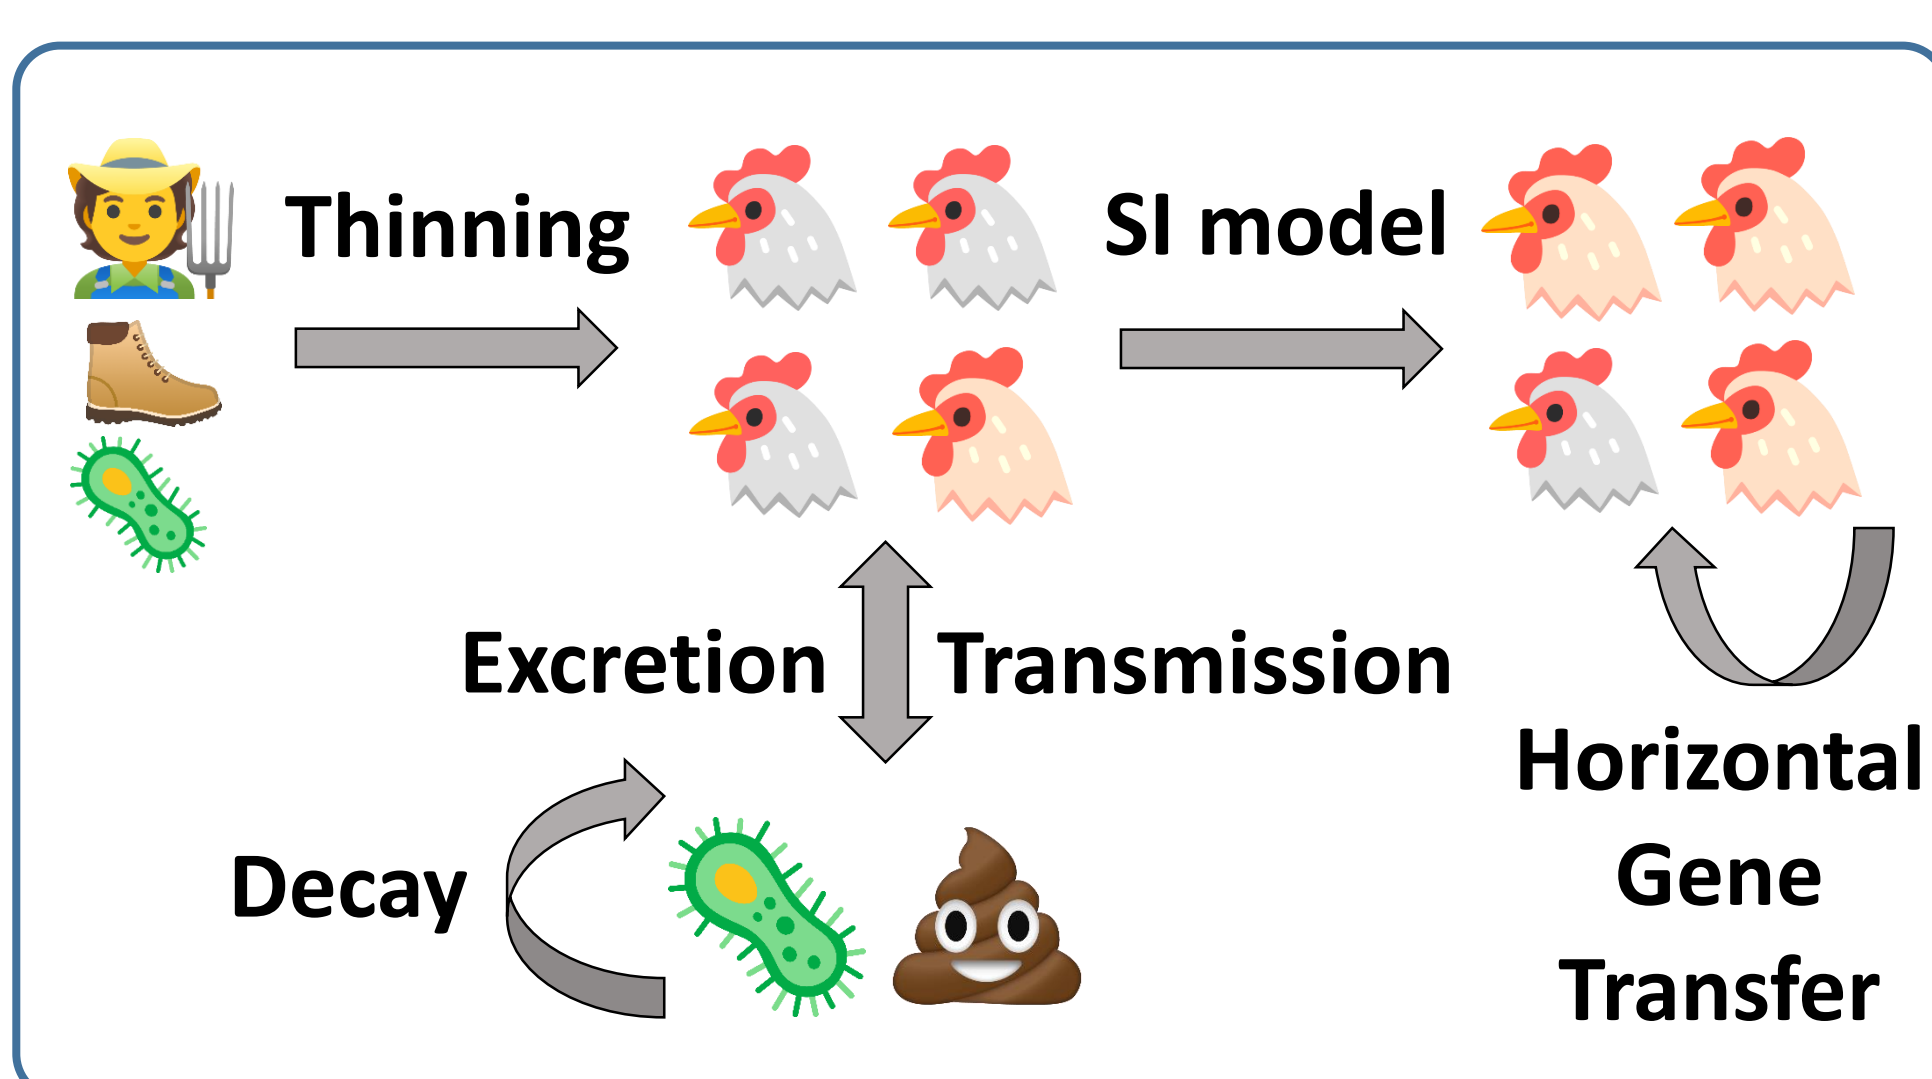 Thinning
SI model
Excretion
Transmission
Decay
Horizontal
Gene
Transfer